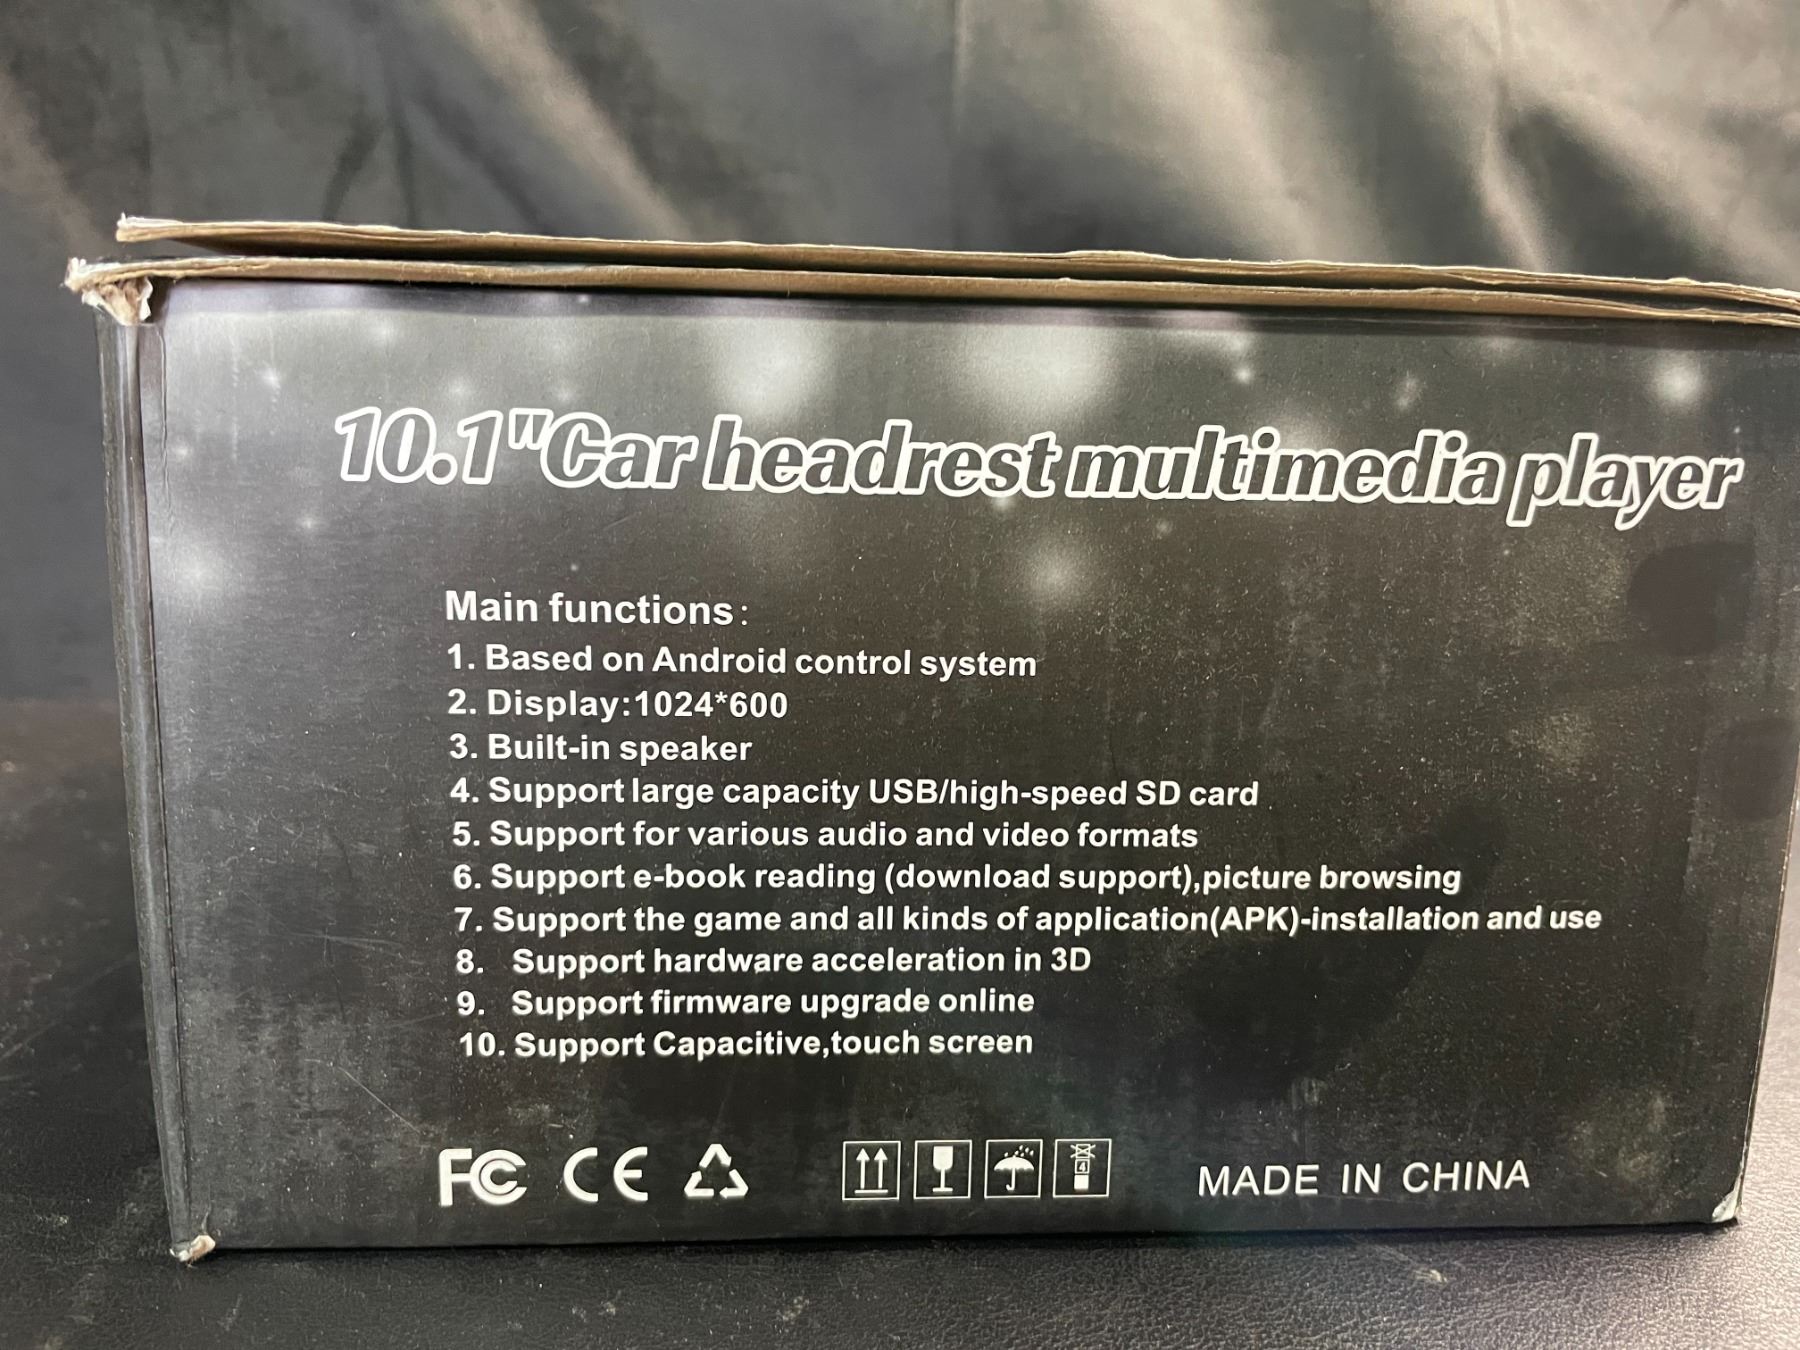 10.1"Car headrest multimedia player
Main functions:
1. Based on Android control system
2. Display:1024*600
3. Built-in speaker
4. Support large capacity USB/high-speed SD card
5. Support for various audio and video formats
6. Support e-book reading (download support),picture browsing
7. Support the game and all kinds of application(APK)-installation and use
8. Support hardware acceleration in 3D
9. Support firmware upgrade online
10. Support Capacitive,touch screen
FC CE 4 MADE IN CHINA